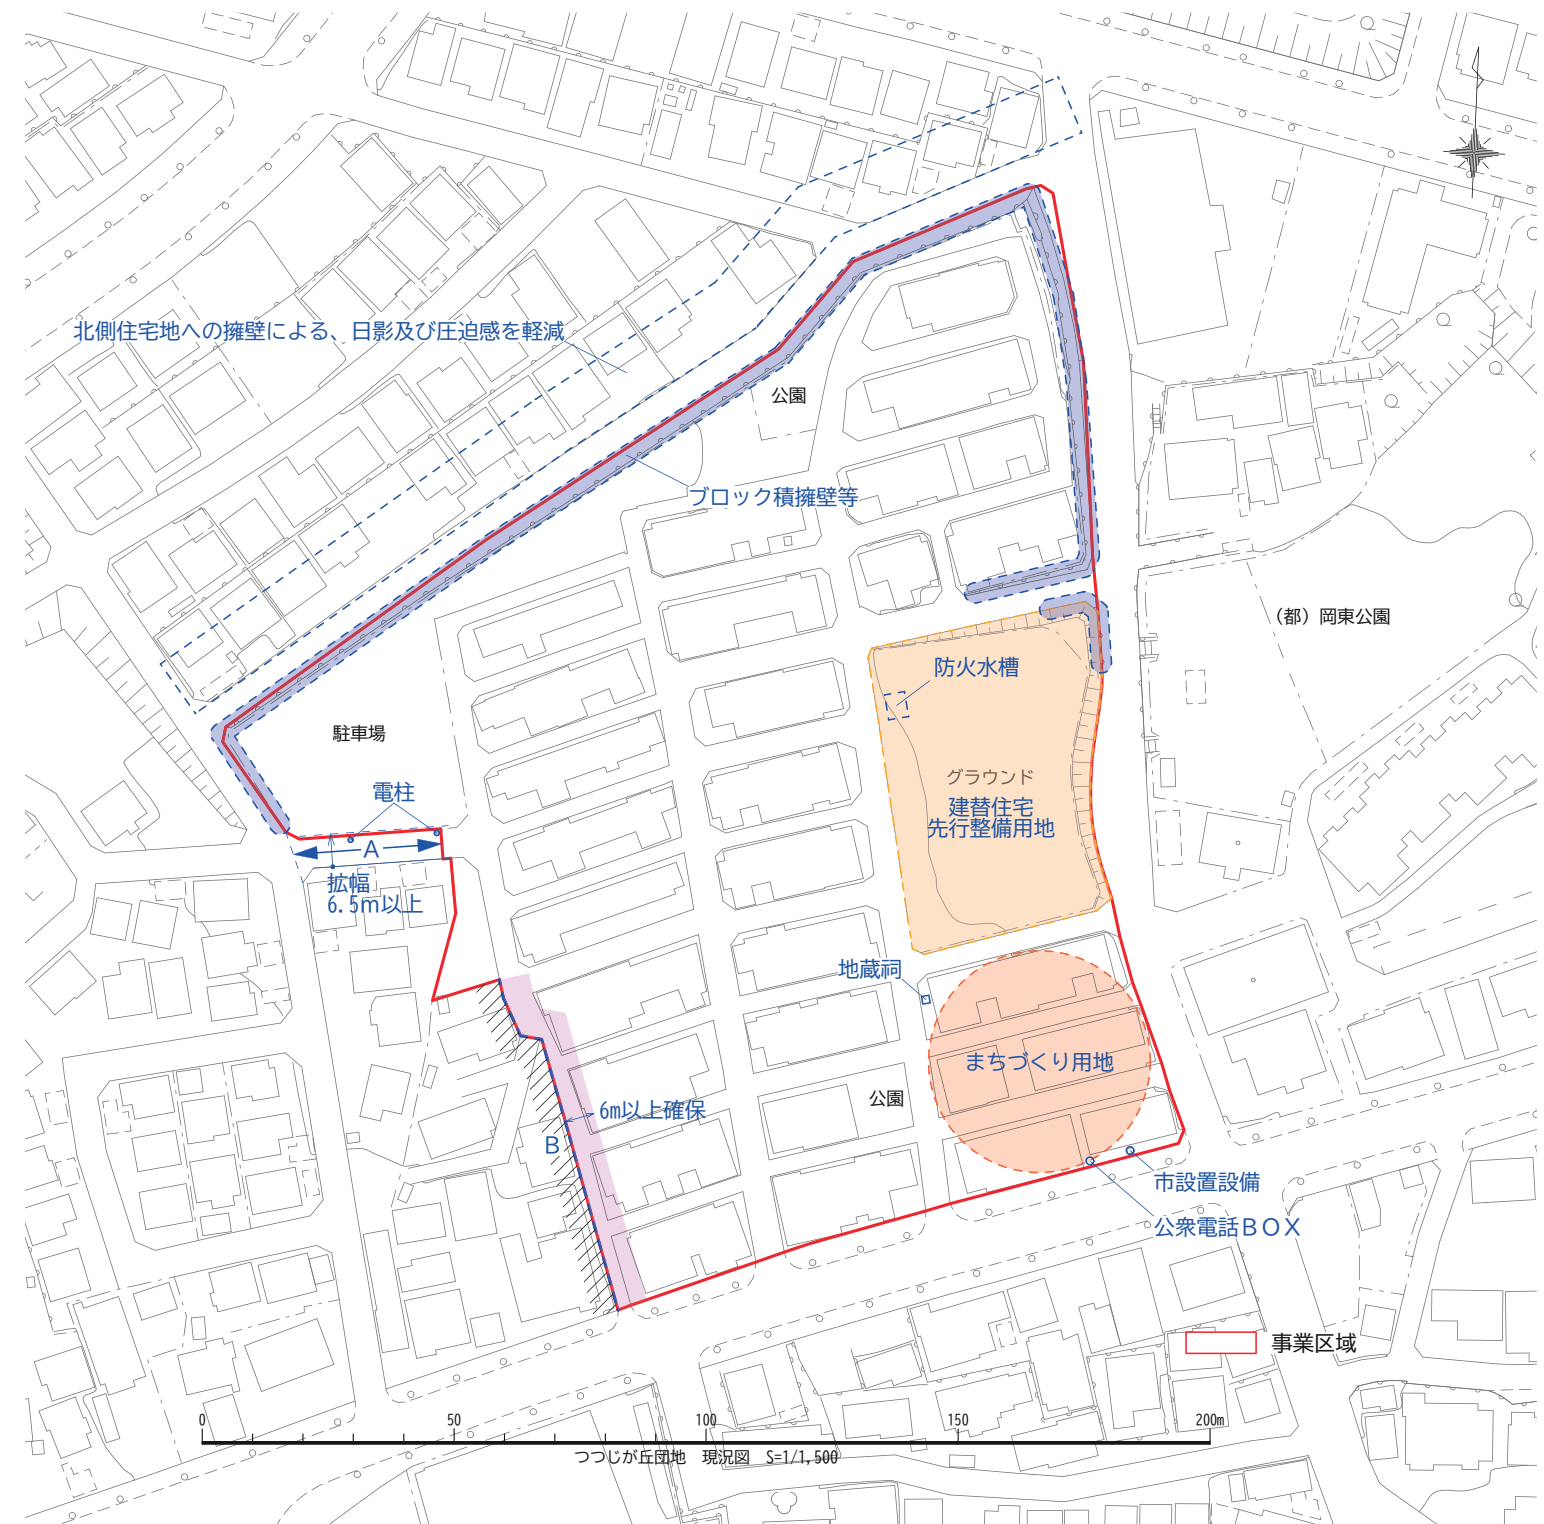 北側住宅地への擁壁による、日影及び圧迫感を軽減
公園
ブロック積擁壁等
（都）岡東公園
防火水槽
駐車場
グラウンド
電柱
建替住宅
先行整備用地
A
拡幅
6.5m以上
地蔵祠
まちづくり用地
公園
6m以上確保
B
市設置設備
公衆電話BOX
事業区域
0 50 100 150 200m
つつじが丘団地 現況図 S=1/1,500